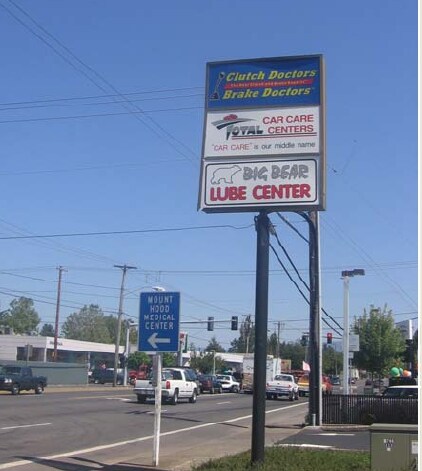 Clutch Doctors
Brake Doctors
TOTAL
CAR CARE
CENTERS
"CAR CARE" is our middle name
BIG BEAR
LUBE CENTER
MOUNT
HOOD
MEDICAL
CENTER